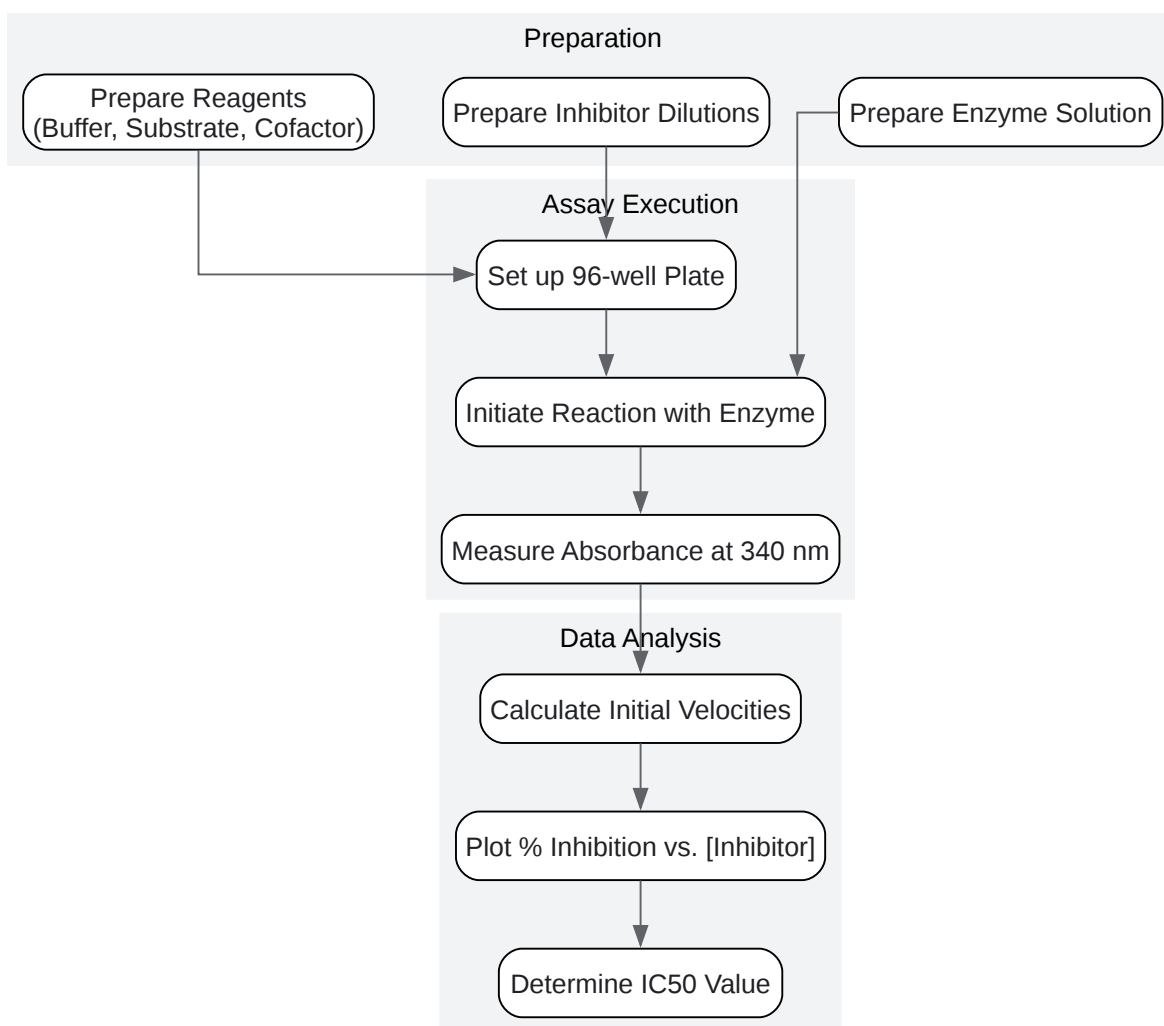 Preparation
Prepare Reagents
(Buffer, Substrate, Cofactor)
Prepare Inhibitor Dilutions
Prepare Enzyme Solution
Assay Execution
Set up 96-well Plate
Initiate Reaction with Enzyme
Measure Absorbance at 340 nm
Data Analysis
Calculate Initial Velocities
Plot % Inhibition vs. [Inhibitor]
Determine IC50 Value